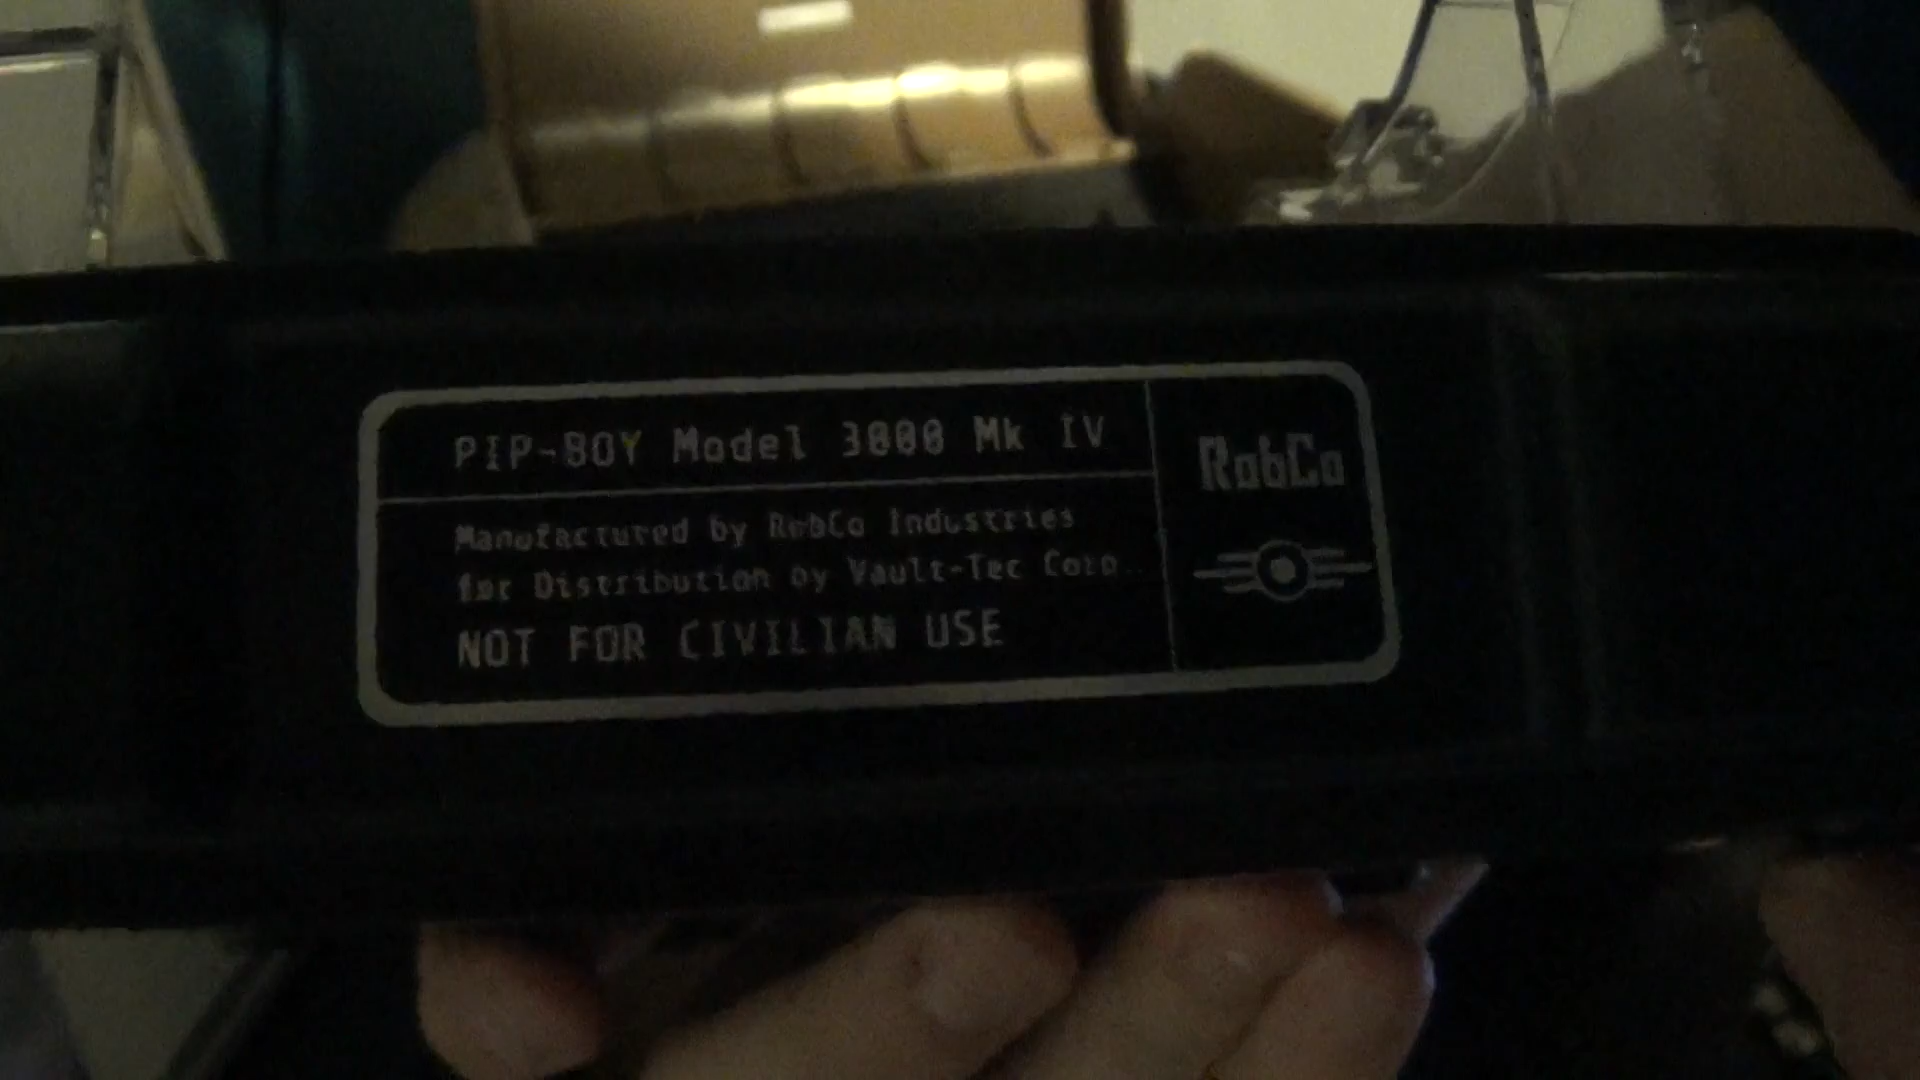 PIP-BOY Model 3000 Mk IV
Manufactured by RobCo Industries
for Distribution by Vault-Tec Corp.
NOT FOR CIVILIAN USE
RobCo